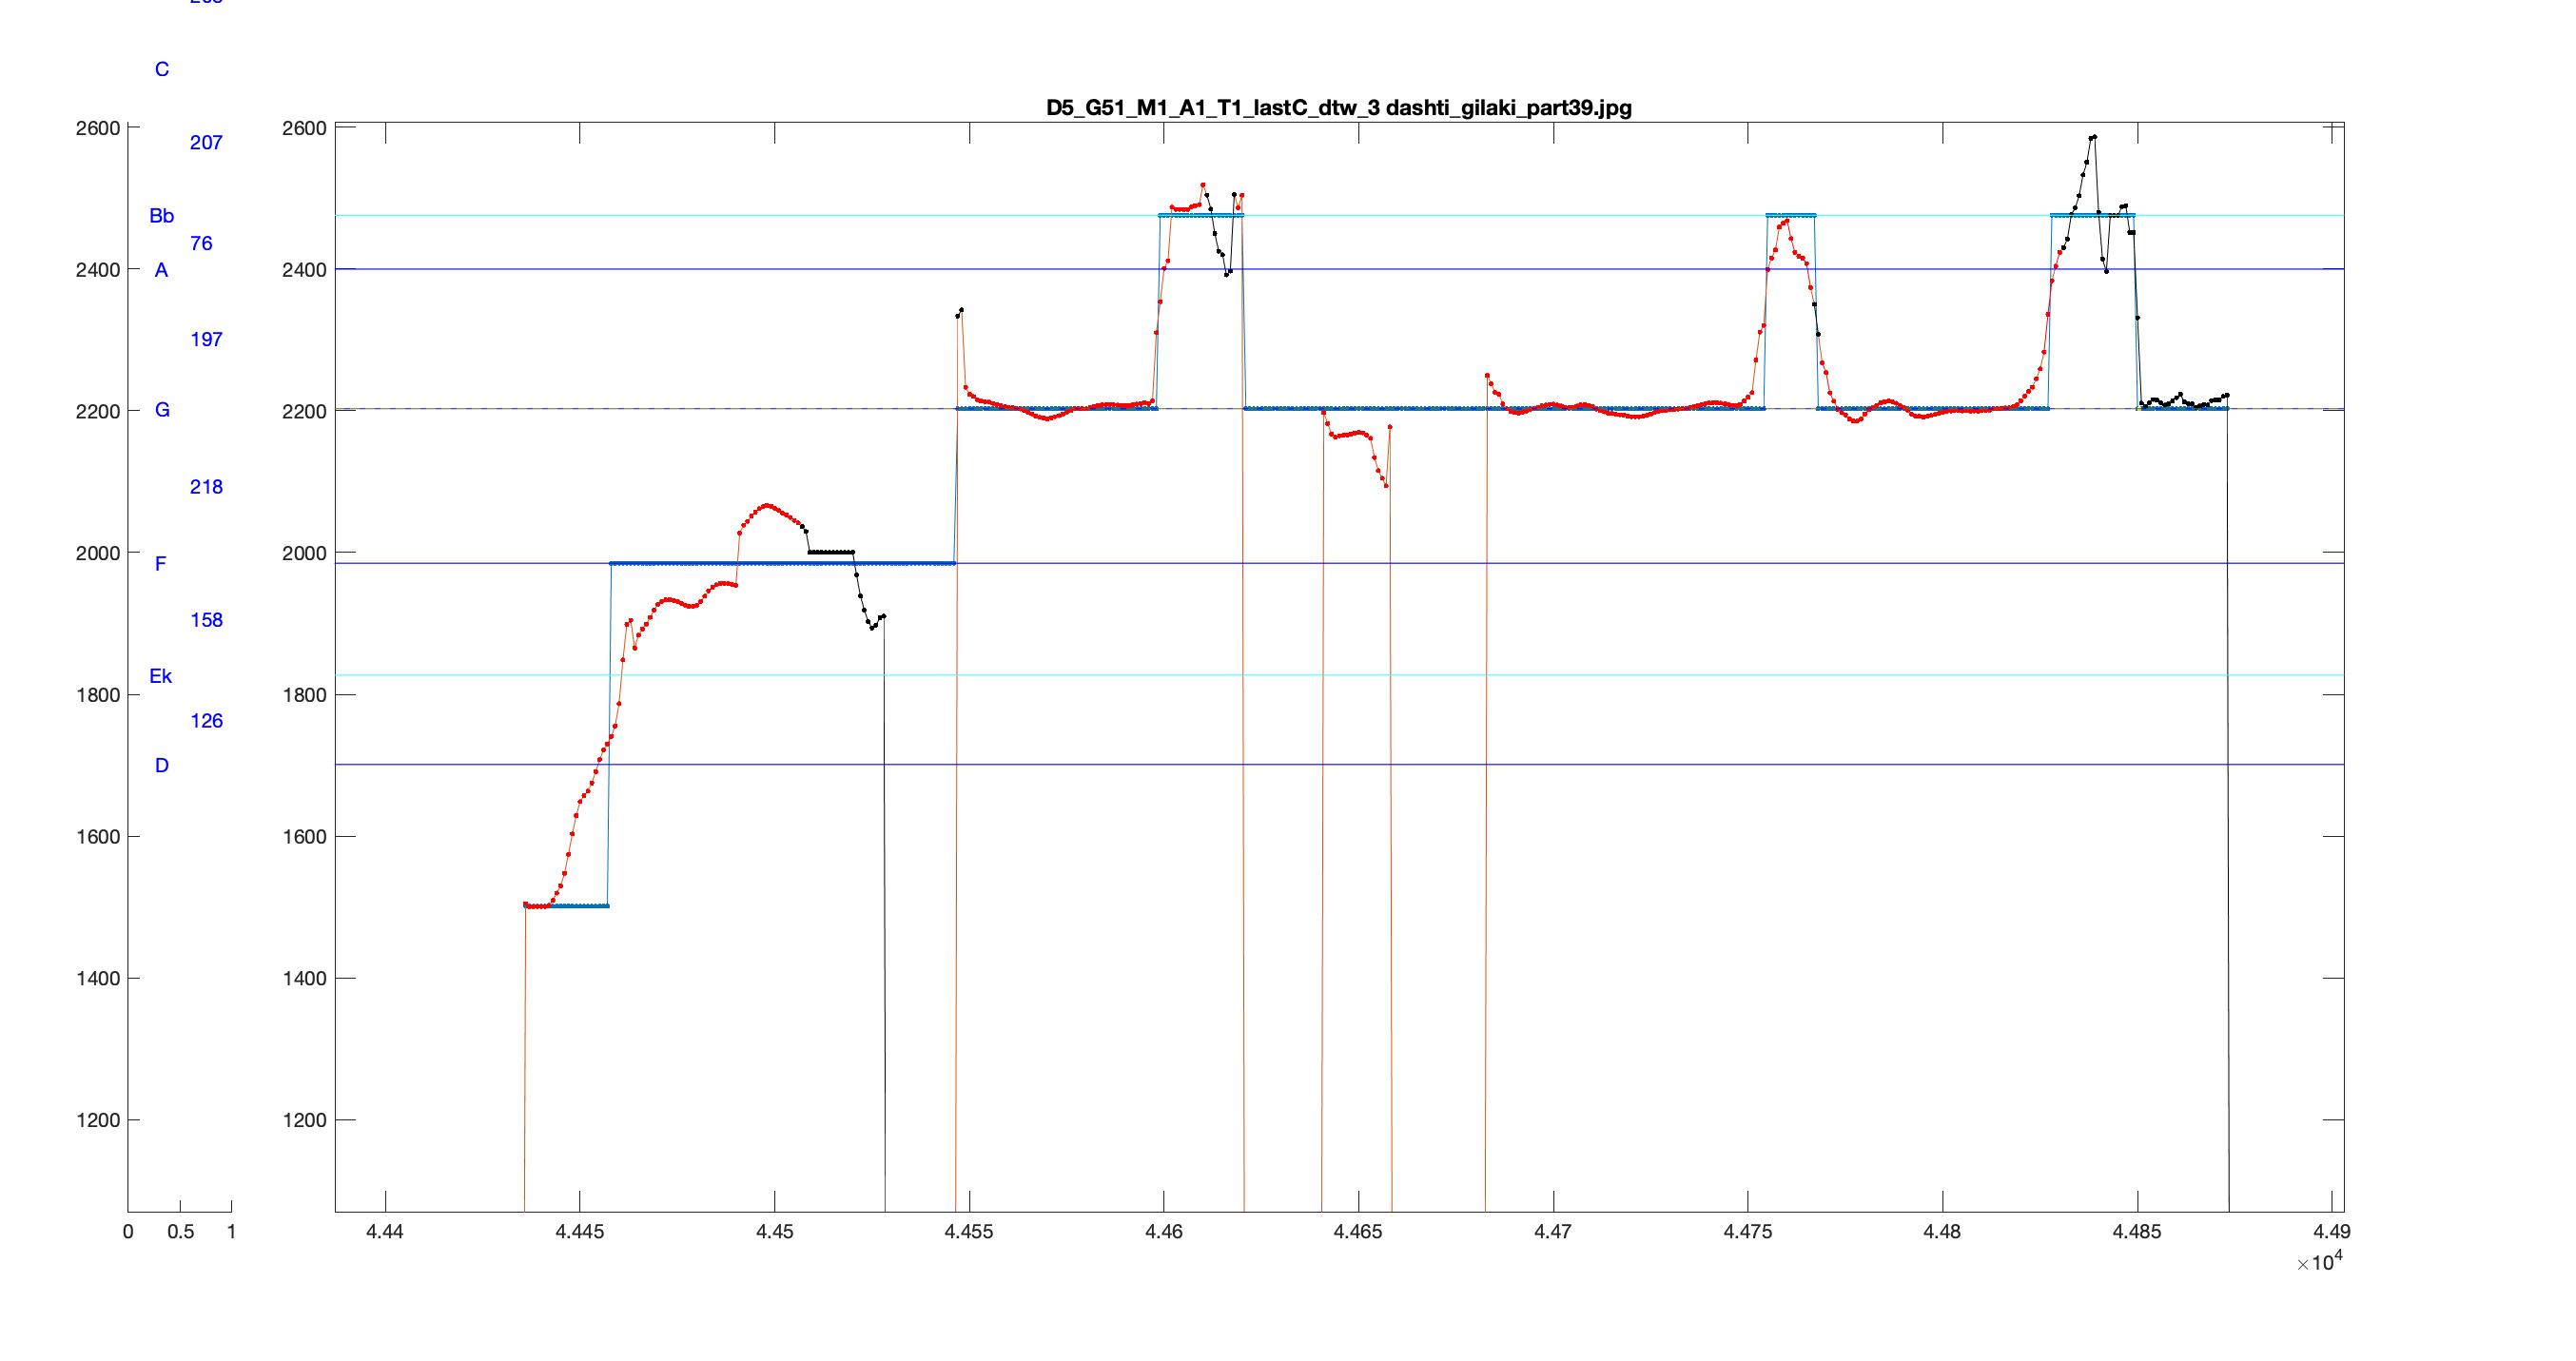 C
D5_G51_M1_A1_T1_lastC_dtw_3 dashti_gilaki_part39.jpg
2600 207 2600
Bb
76
2400 A 2400
197
2200 G 2200
218
2000 F 2000
158
1800 Ek 1800
126
D
1600 1600
1400 1400
1200 1200
0 0.5 1 4.44 4.445 4.45 4.455 4.46 4.465 4.47 4.475 4.48 4.485 4.49
×10⁴